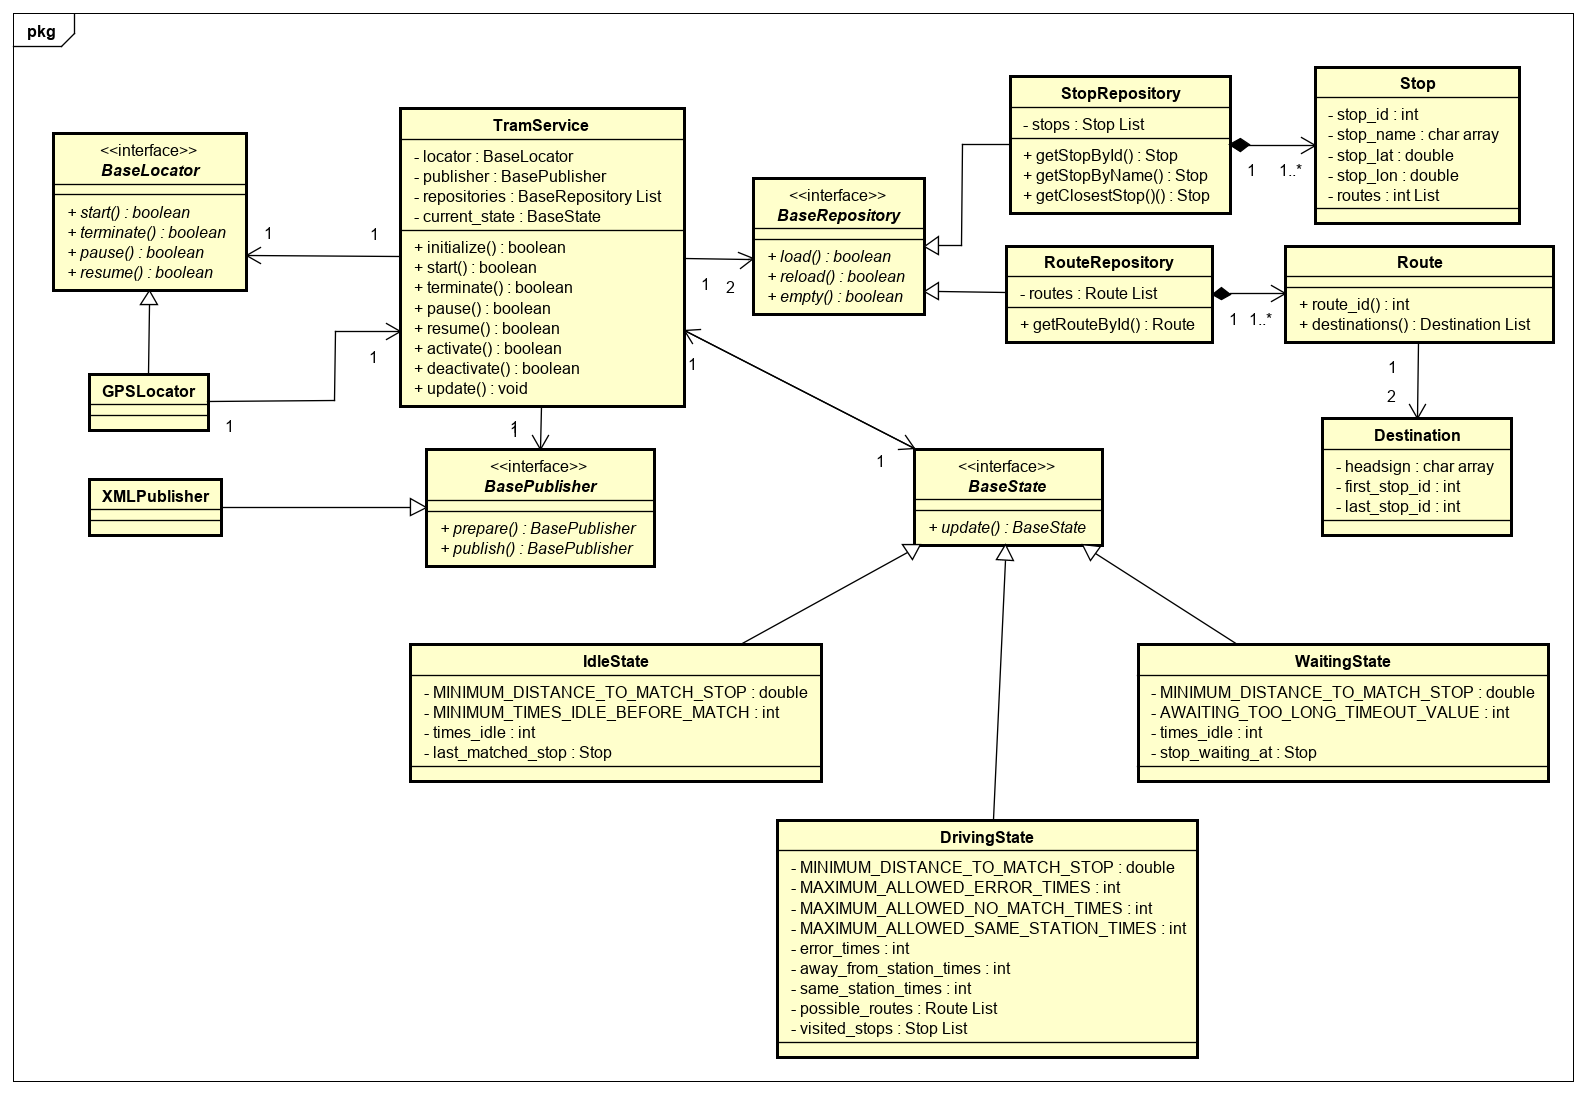 pkg
<<interface>>
BaseLocator
+ start() : boolean
+ terminate() : boolean
+ pause() : boolean
+ resume() : boolean
TramService
- locator : BaseLocator
- publisher : BasePublisher
- repositories : BaseRepository List
- current_state : BaseState
+ initialize() : boolean
+ start() : boolean
+ terminate() : boolean
+ pause() : boolean
+ resume() : boolean
+ activate() : boolean
+ deactivate() : boolean
+ update() : void
<<interface>>
BaseRepository
+ load() : boolean
+ reload() : boolean
+ empty() : boolean
StopRepository
- stops : Stop List
+ getStopById() : Stop
+ getStopByName() : Stop
+ getClosestStop()() : Stop
Stop
- stop_id : int
- stop_name : char array
- stop_lat : double
- stop_lon : double
- routes : int List
1
1..*
RouteRepository
- routes : Route List
+ getRouteById() : Route
Route
+ route_id() : int
+ destinations() : Destination List
1
1..*
1
1
1
2
1
2
GPSLocator
1
1
1
1
Destination
- headsign : char array
- first_stop_id : int
- last_stop_id : int
XMLPublisher
<<interface>>
BasePublisher
+ prepare() : BasePublisher
+ publish() : BasePublisher
1
1
<<interface>>
BaseState
+ update() : BaseState
IdleState
- MINIMUM_DISTANCE_TO_MATCH_STOP : double
- MINIMUM_TIMES_IDLE_BEFORE_MATCH : int
- times_idle : int
- last_matched_stop : Stop
WaitingState
- MINIMUM_DISTANCE_TO_MATCH_STOP : double
- AWAITING_TOO_LONG_TIMEOUT_VALUE : int
- times_idle : int
- stop_waiting_at : Stop
DrivingState
- MINIMUM_DISTANCE_TO_MATCH_STOP : double
- MAXIMUM_ALLOWED_ERROR_TIMES : int
- MAXIMUM_ALLOWED_NO_MATCH_TIMES : int
- MAXIMUM_ALLOWED_SAME_STATION_TIMES : int
- error_times : int
- away_from_station_times : int
- same_station_times : int
- possible_routes : Route List
- visited_stops : Stop List